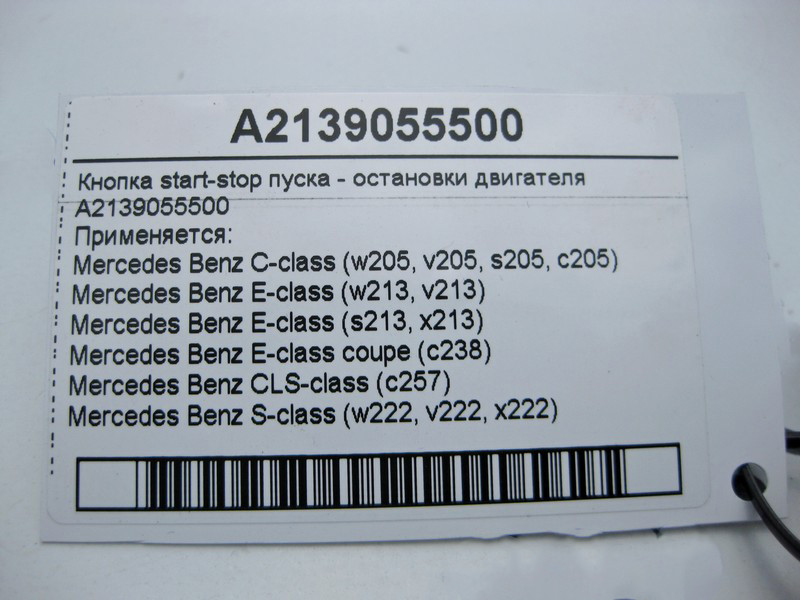 A2139055500
Кнопка start-stop пуска - остановки двигателя
A2139055500
Применяется:
Mercedes Benz C-class (w205, v205, s205, c205)
Mercedes Benz E-class (w213, v213)
Mercedes Benz E-class (s213, x213)
Mercedes Benz E-class coupe (c238)
Mercedes Benz CLS-class (c257)
Mercedes Benz S-class (w222, v222, x222)